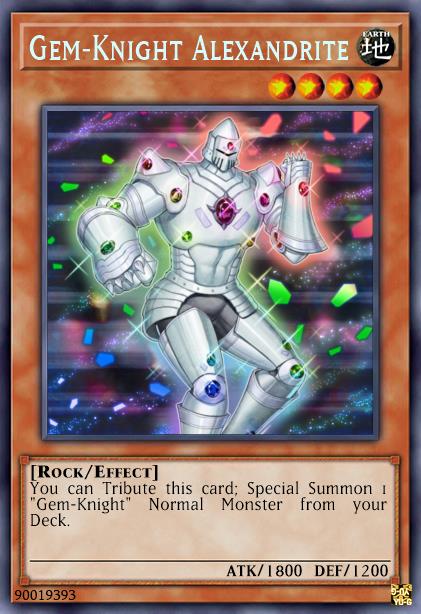 Gem-Knight Alexandrite
EARTH
地
[Rock/Effect]
You can Tribute this card; Special Summon 1
"Gem-Knight" Normal Monster from your
Deck.
ATK/1800 DEF/1200
90019393